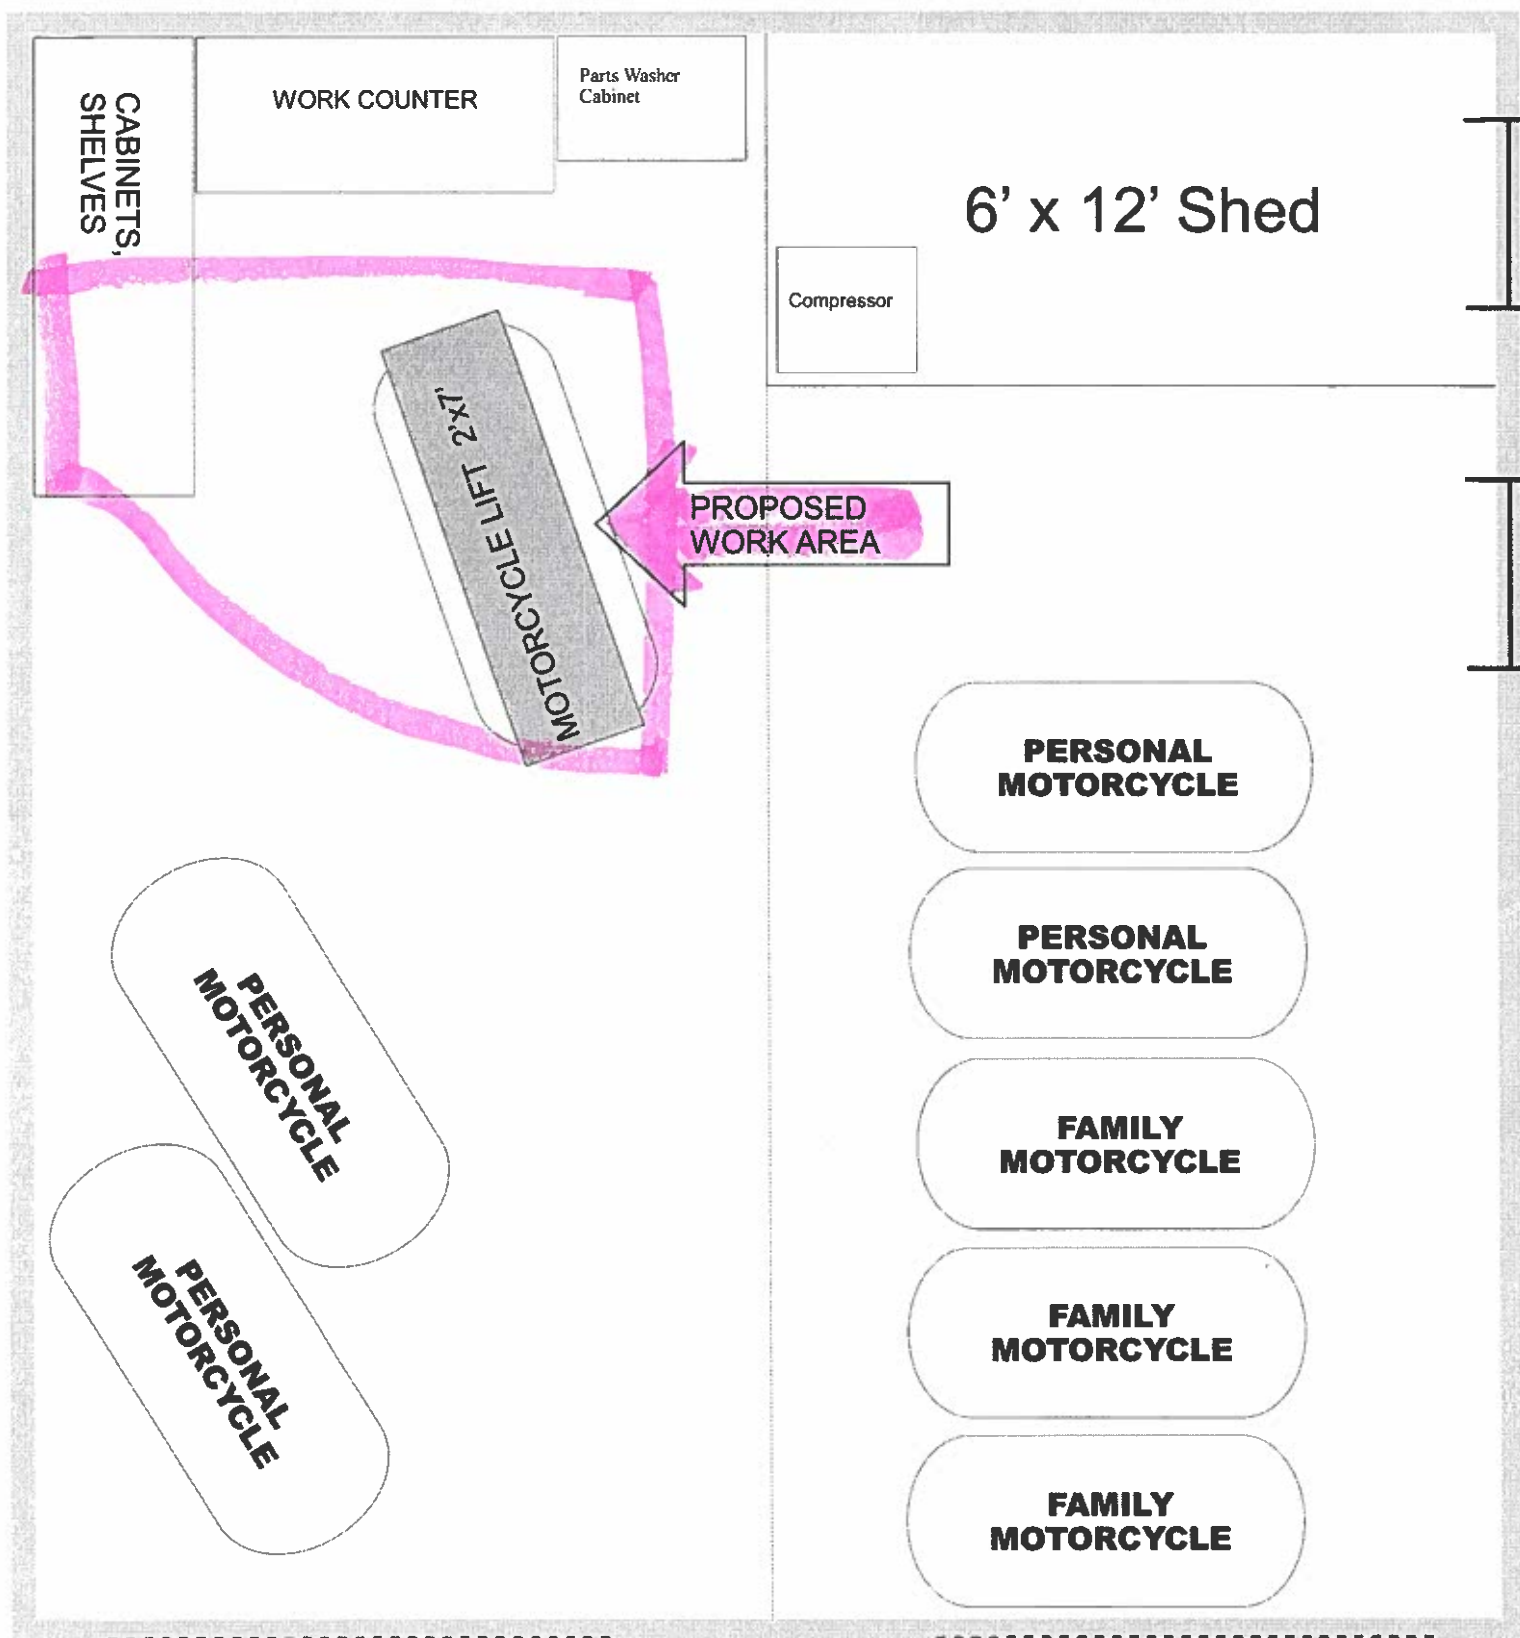 CABINETS,
SHELVES
WORK COUNTER
Parts Washer
Cabinet
6’ x 12’ Shed
Compressor
MOTORCYCLE LIFT 2'x7'
PROPOSED
WORK AREA
PERSONAL
MOTORCYCLE
PERSONAL
MOTORCYCLE
PERSONAL
MOTORCYCLE
FAMILY
MOTORCYCLE
PERSONAL
MOTORCYCLE
FAMILY
MOTORCYCLE
FAMILY
MOTORCYCLE